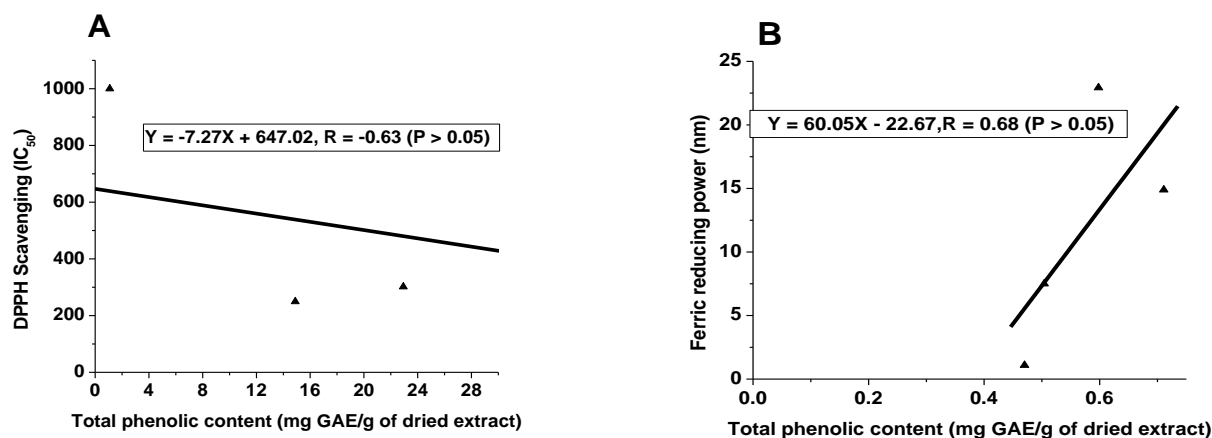 A
DPPH Scavenging (IC50)
1000
800
600
400
200
0
Y = -7.27X + 647.02, R = -0.63 (P > 0.05)
0 4 8 12 16 20 24 28
Total phenolic content (mg GAE/g of dried extract)
B
Ferric reducing power (nm)
25
20
15
10
5
0
Y = 60.05X - 22.67,R = 0.68 (P > 0.05)
0.0 0.2 0.4 0.6
Total phenolic content (mg GAE/g of dried extract)